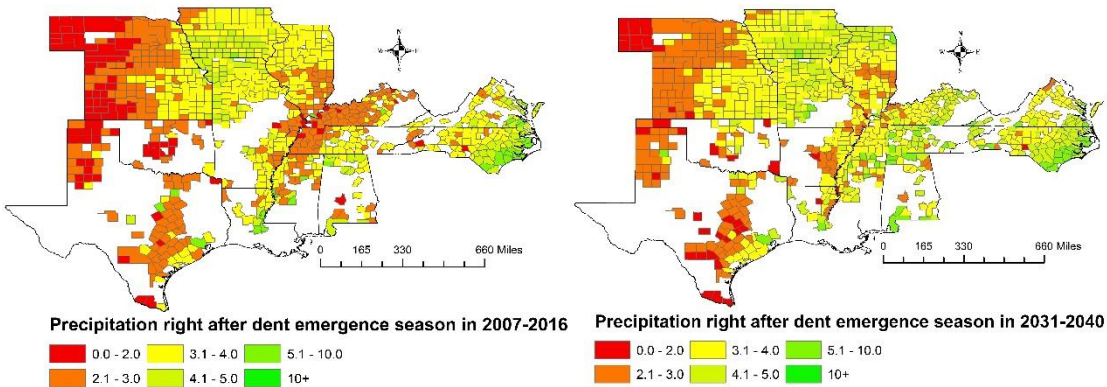 N
W E
S
0 165 330 660 Miles
Precipitation right after dent emergence season in 2007-2016
0.0 - 2.0 3.1 - 4.0 5.1 - 10.0
2.1 - 3.0 4.1 - 5.0 10+
N
W E
S
0 165 330 660 Miles
Precipitation right after dent emergence season in 2031-2040
0.0 - 2.0 3.1 - 4.0 5.1 - 10.0
2.1 - 3.0 4.1 - 5.0 10+